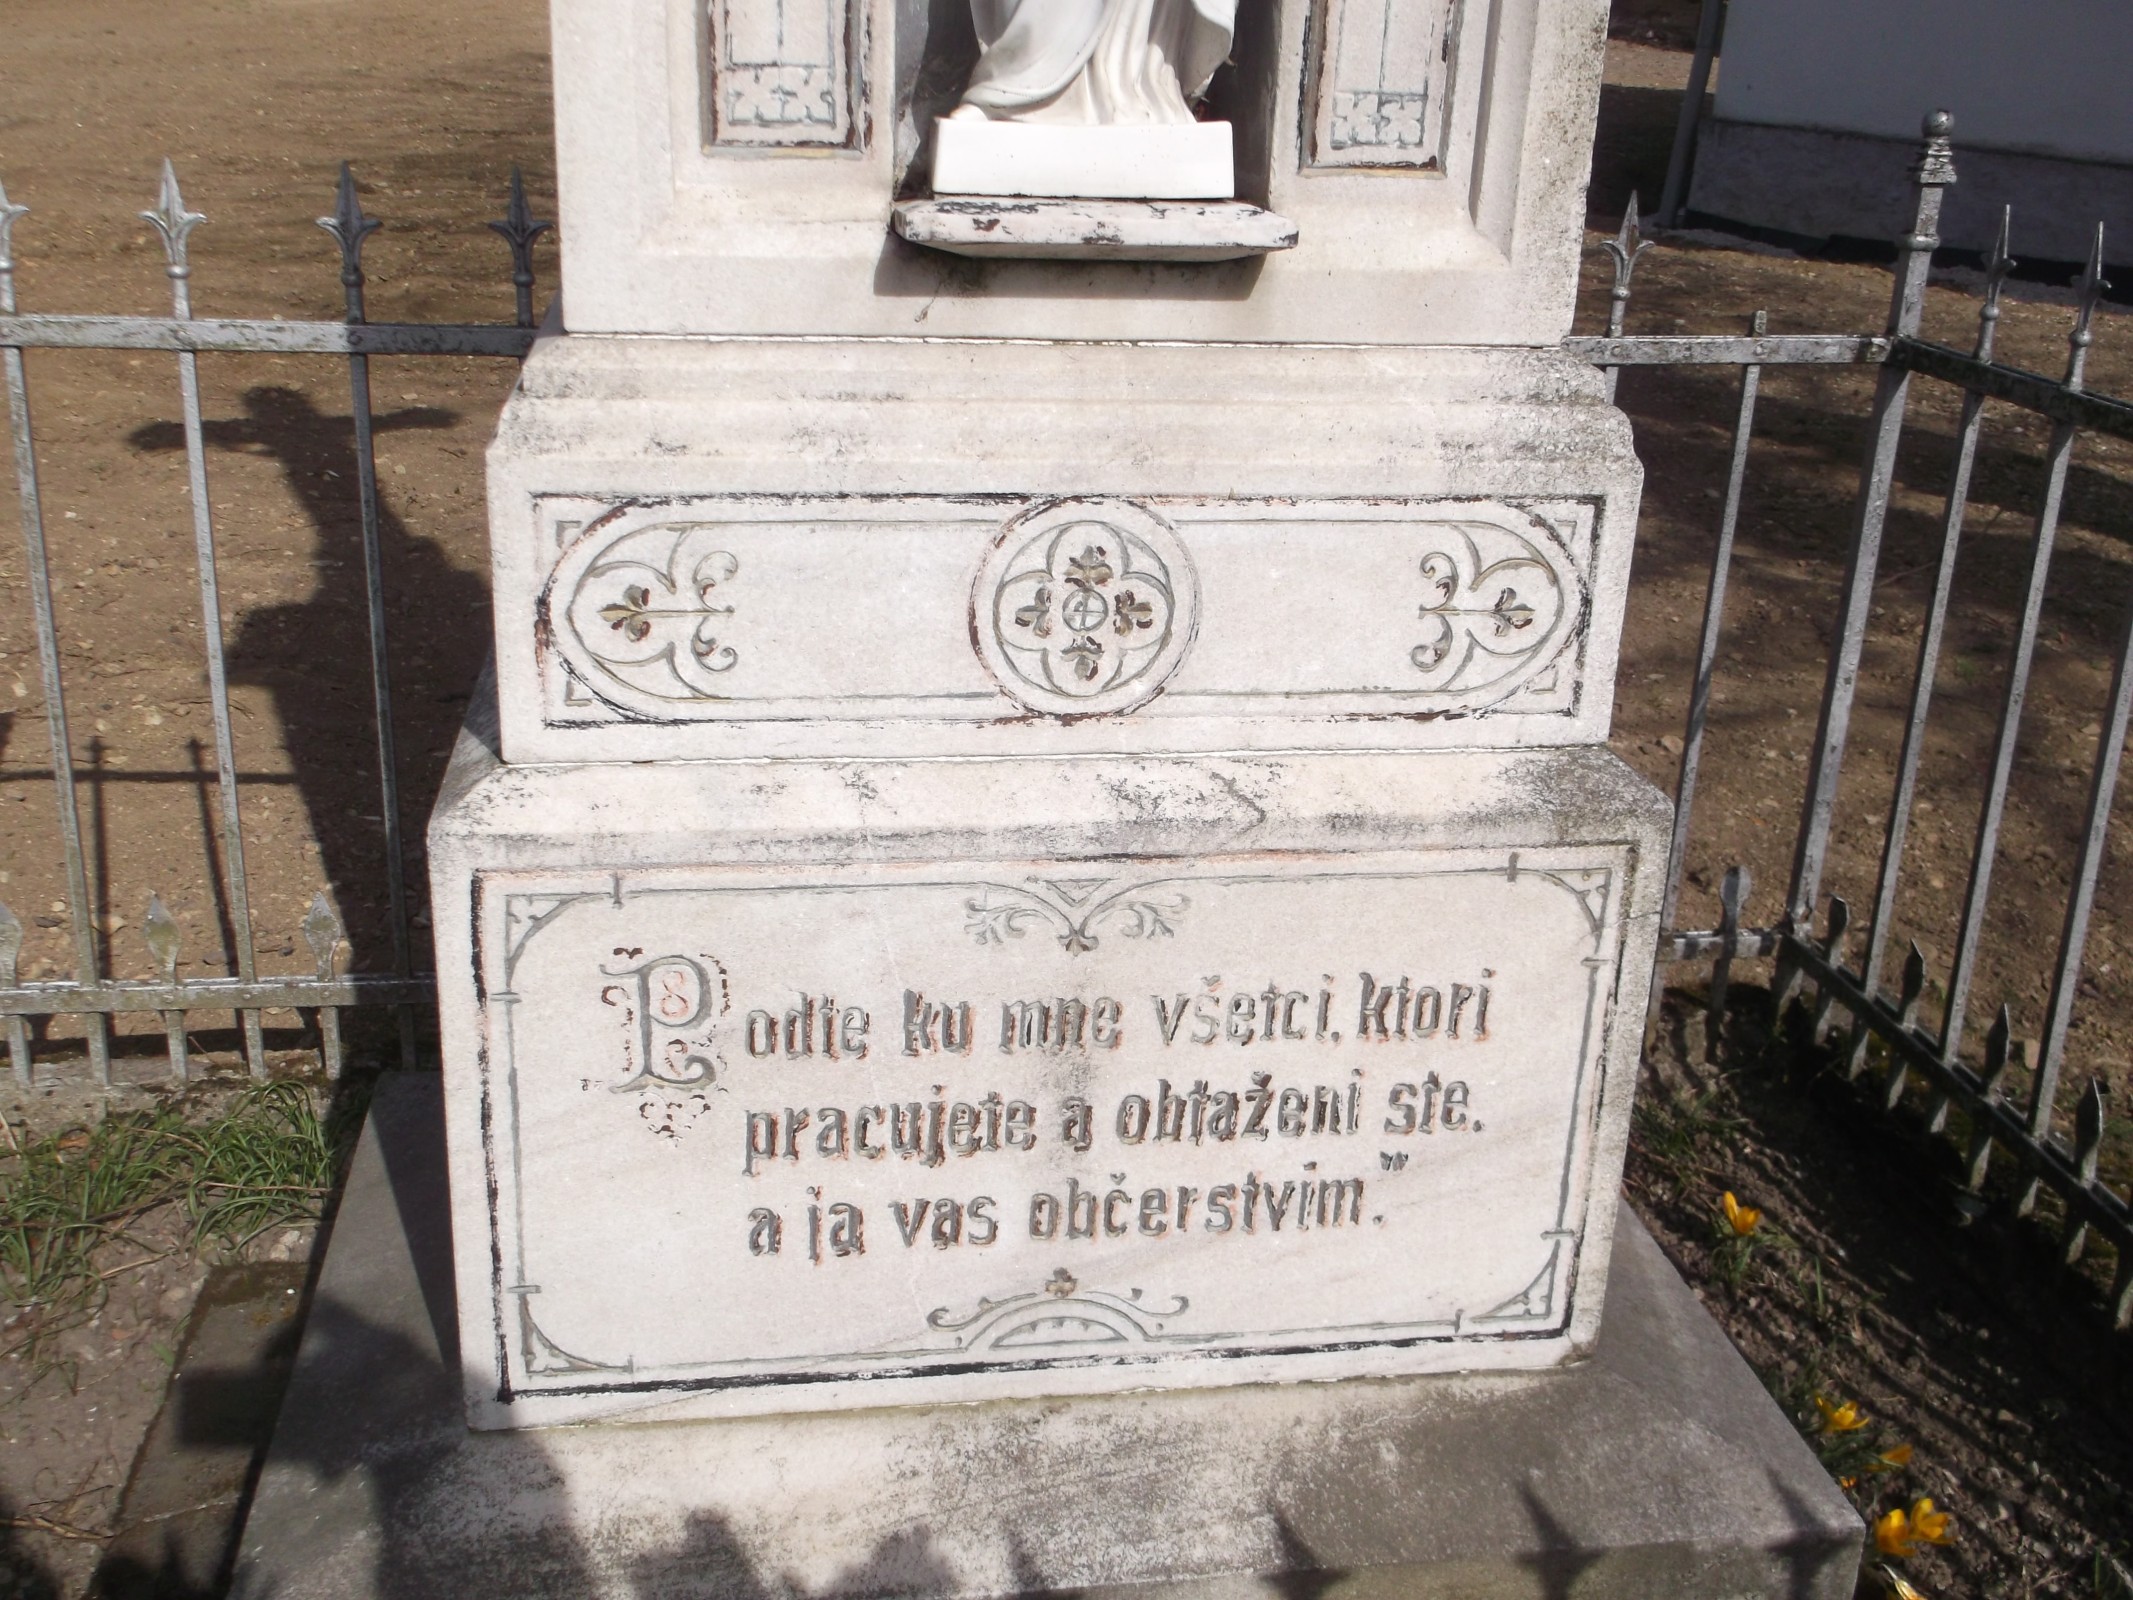 Podte ku mne všetci, ktori
pracujete a obťaženi ste,
a ja vas občerstvim."